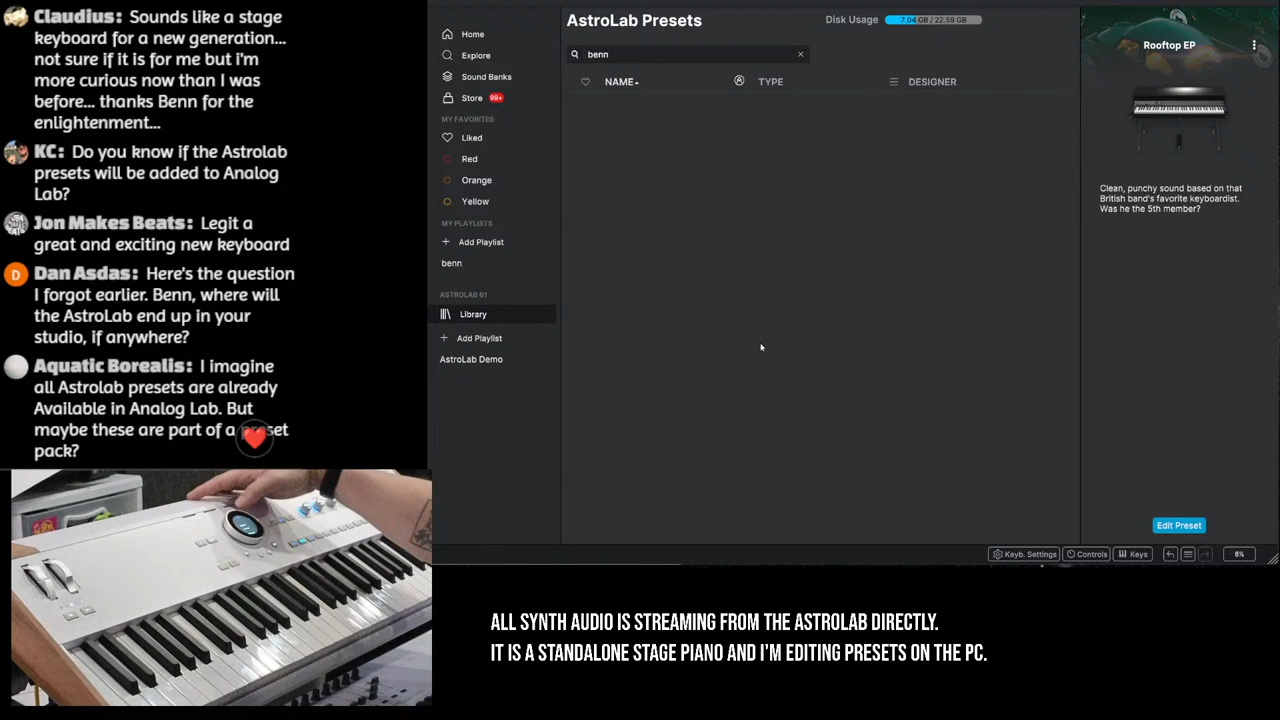 Claudius: Sounds like a stage
keyboard for a new generation...
not sure if it is for me but i'm
more curious now than I was
before... thanks Benn for the
enlightenment...
KC: Do you know if the Astrolab
presets will be added to Analog
Lab?
Jon Makes Beats: Legit a
great and exciting new keyboard
D
Dan Asdas: Here's the question
I forgot earlier. Benn, where will
the AstroLab end up in your
studio, if anywhere?
Aquatic Borealis: I imagine
all Astrolab presets are already
Available in Analog Lab. But
maybe these are part of a preset
pack?
Home
Explore
Sound Banks
Store 99+
MY FAVORITES
Liked
Red
Orange
Yellow
MY PLAYLISTS
+ Add Playlist
benn
ASTROLAB 61
Library
+ Add Playlist
AstroLab Demo
AstroLab Presets
Disk Usage 7.04 GB / 22.59 GB
benn
NAME TYPE DESIGNER
Rooftop EP
Clean, punchy sound based on that
British band's favorite keyboardist.
Was he the 5th member?
Edit Preset
Keyb. Settings Controls Keys 6%
ALL SYNTH AUDIO IS STREAMING FROM THE ASTROLAB DIRECTLY.
IT IS A STANDALONE STAGE PIANO AND I'M EDITING PRESETS ON THE PC.